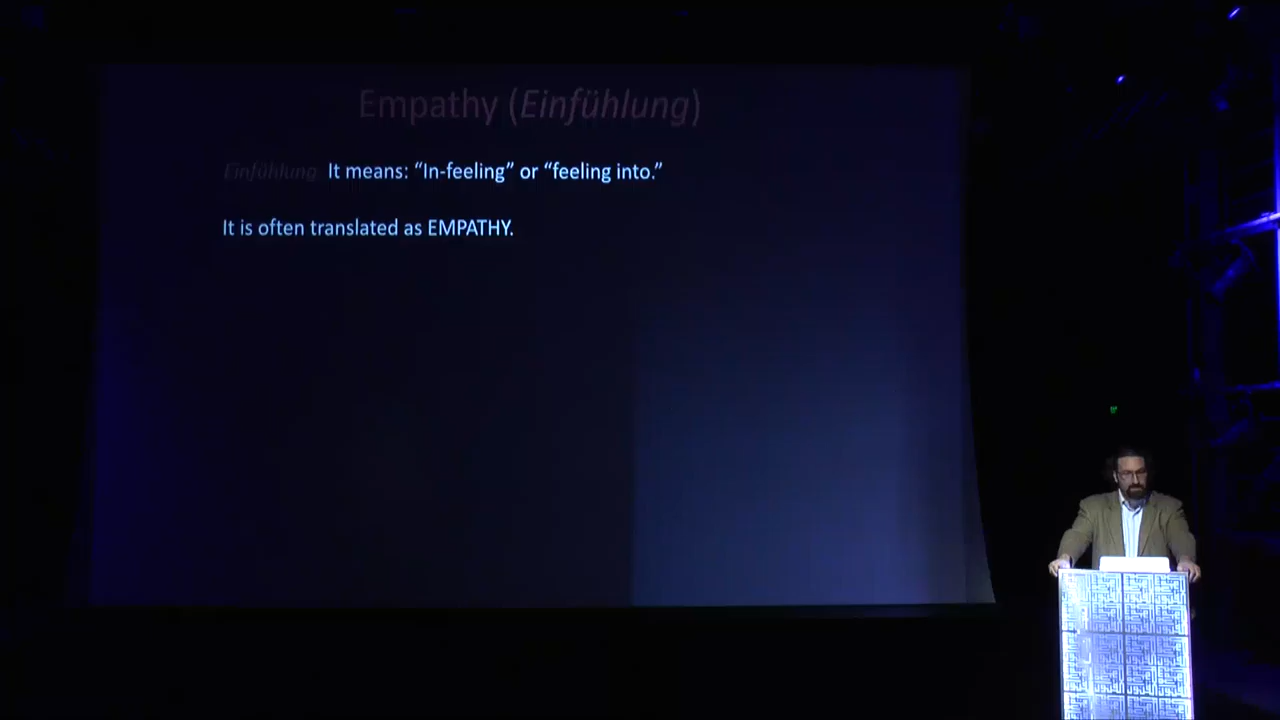 Empathy (Einfühlung)
Einfühlung It means: “In-feeling” or “feeling into.”
It is often translated as EMPATHY.